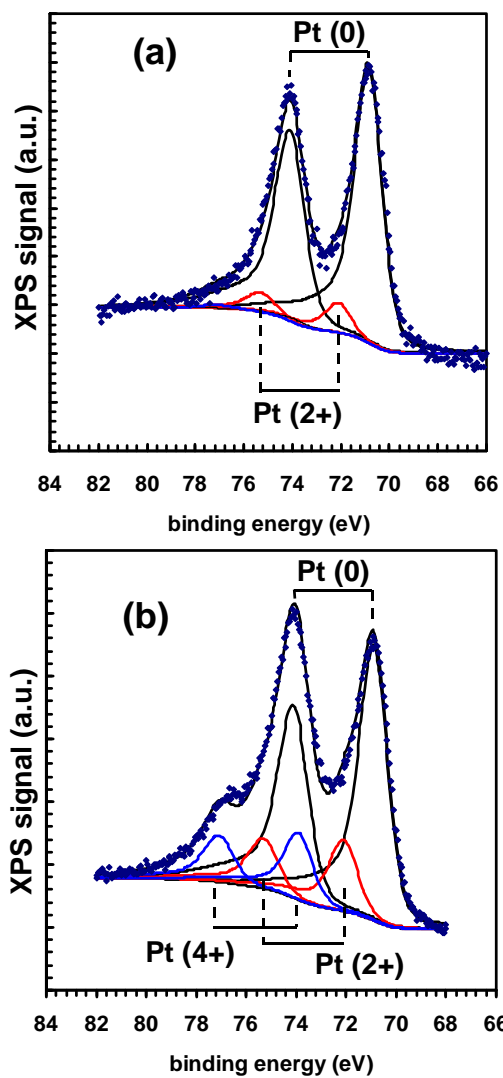 (a)
Pt (0)
XPS signal (a.u.)
Pt (2+)
84 82 80 78 76 74 72 70 68 66
binding energy (eV)
(b)
Pt (0)
XPS signal (a.u.)
Pt (4+)
Pt (2+)
84 82 80 78 76 74 72 70 68 66
binding energy (eV)